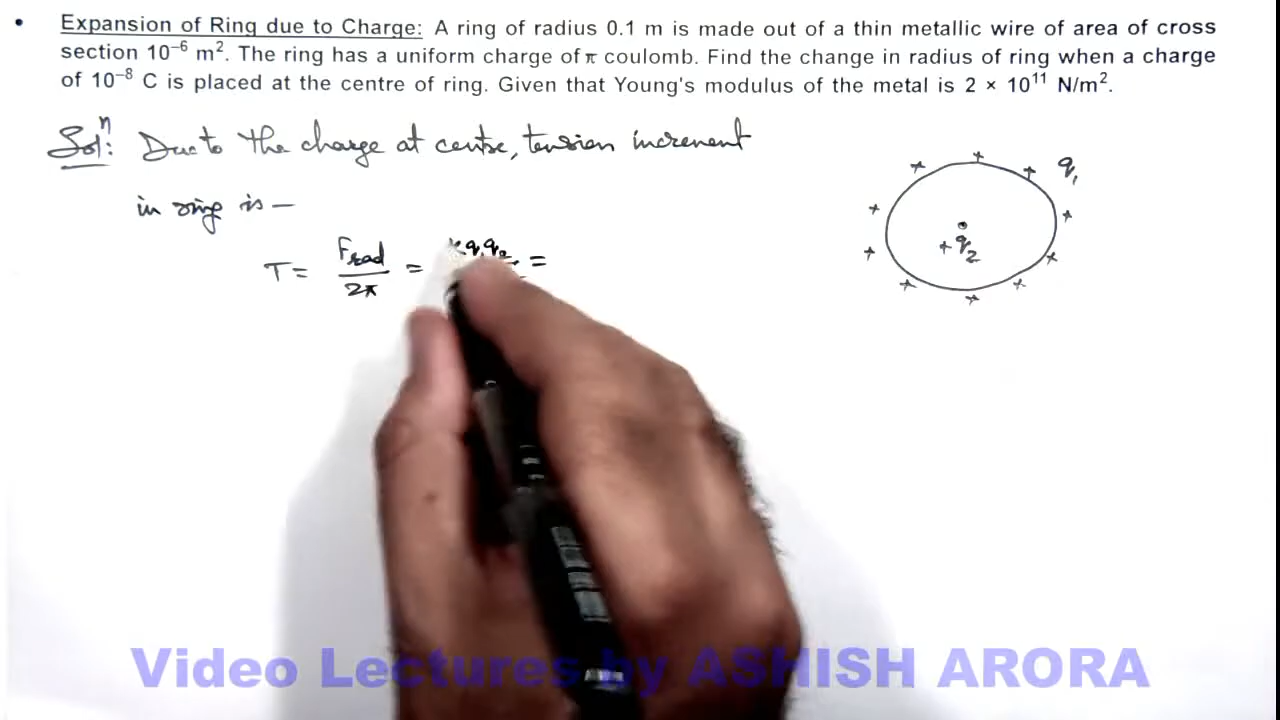 • Expansion of Ring due to Charge: A ring of radius 0.1 m is made out of a thin metallic wire of area of cross
section 10⁻⁶ m². The ring has a uniform charge of π coulomb. Find the change in radius of ring when a charge
of 10⁻⁸ C is placed at the centre of ring. Given that Young's modulus of the metal is 2 × 10¹¹ N/m².
Solⁿ: Due to the charge at centre, tension increment
in ring is —
T = Frad / 2π = q₁q₂ =
q₁
+q₂
Video Lectures by ASHISH ARORA